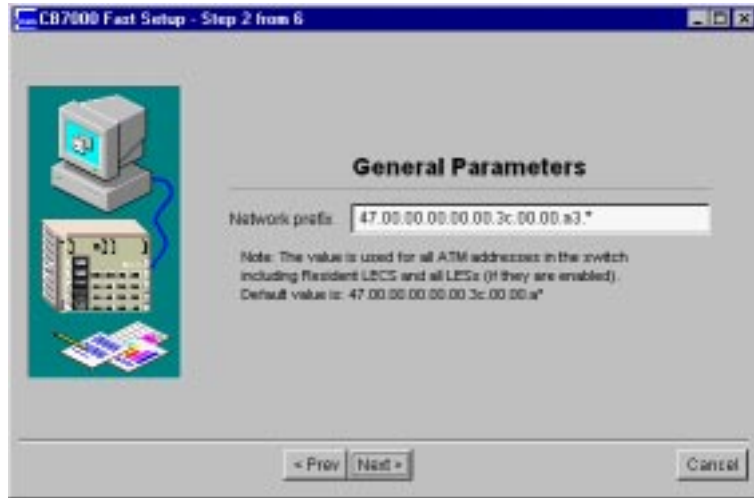 CB7000 Fast Setup - Step 2 from 6
General Parameters
Network prefix 47.00.00.00.00.00.3c.00.00.a3.*
Note: The value is used for all ATM addresses in the switch
including Resident LECS and all LESs (if they are enabled).
Default value is: 47.00.00.00.00.00.3c.00.00.a*
< Prev Next > Cancel